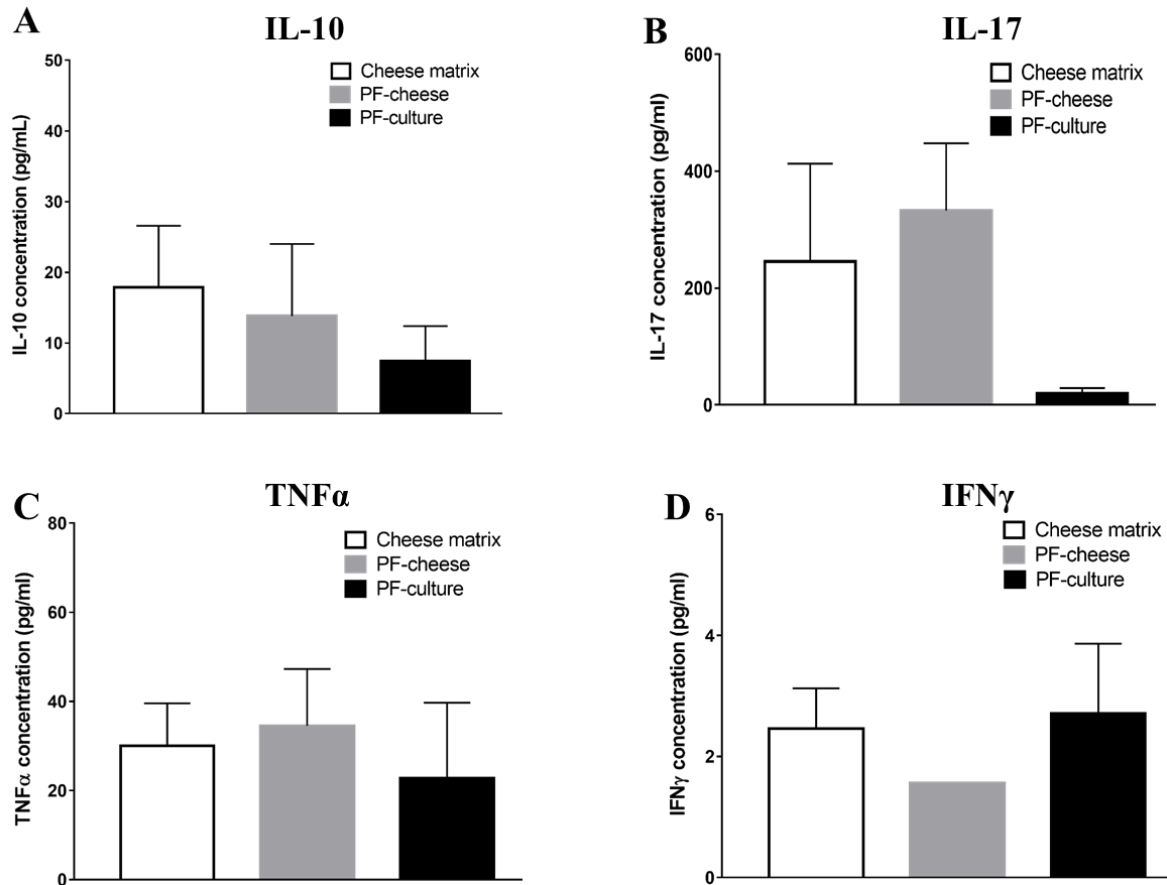 A
IL-10
IL-10 concentration (pg/mL)
50
40
30
20
10
0
Cheese matrix
PF-cheese
PF-culture
B
IL-17
IL-17 concentration (pg/ml)
600
400
200
0
Cheese matrix
PF-cheese
PF-culture
C
TNFα
TNFα concentration (pg/ml)
80
60
40
20
0
Cheese matrix
PF-cheese
PF-culture
D
IFNγ
IFNγ concentration (pg/ml)
6
4
2
0
Cheese matrix
PF-cheese
PF-culture